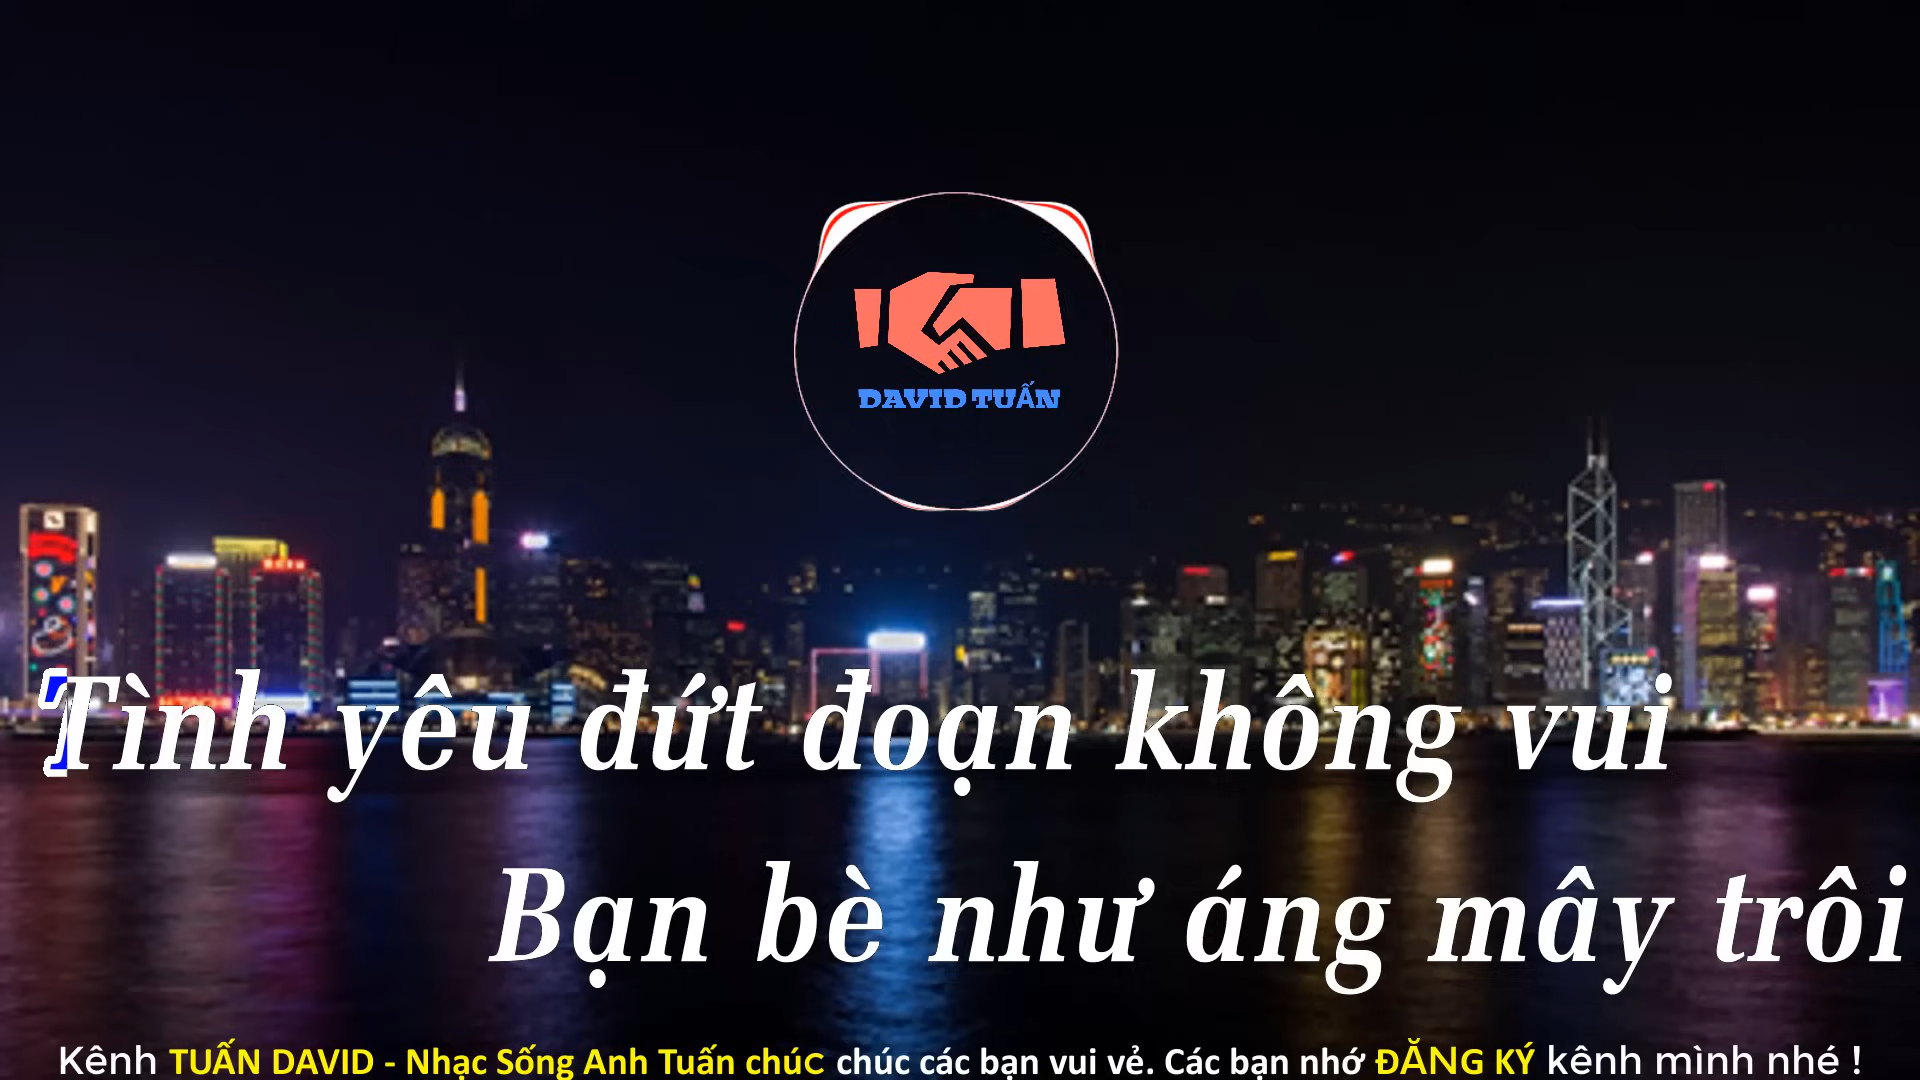 DAVID TUẤN
Tình yêu đứt đoạn không vui
Bạn bè như áng mây trôi
Kênh TUẤN DAVID - Nhạc Sống Anh Tuấn chúc chúc các bạn vui vẻ. Các bạn nhớ ĐĂNG KÝ kênh mình nhé !